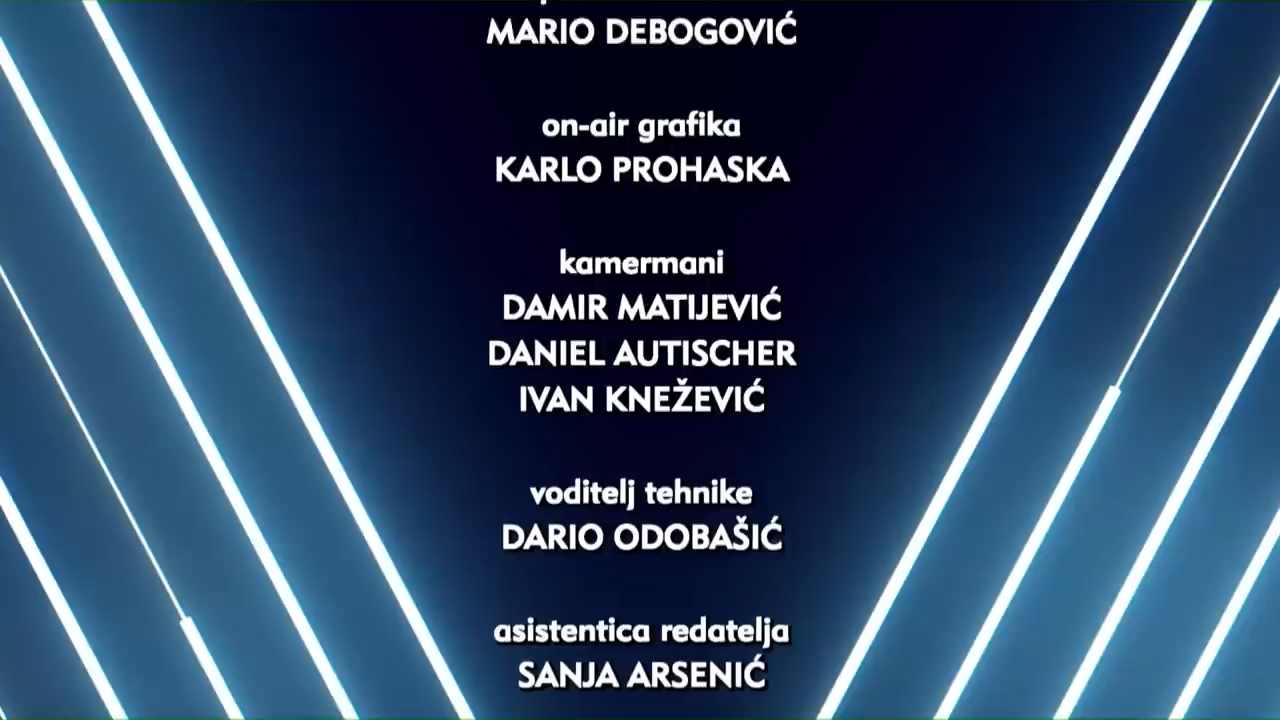 MARIO DEBOGOVIĆ
on-air grafika
KARLO PROHASKA
kamermani
DAMIR MATIJEVIĆ
DANIEL AUTISCHER
IVAN KNEŽEVIĆ
voditelj tehnike
DARIO ODOBAŠIĆ
asistentica redatelja
SANJA ARSENIĆ